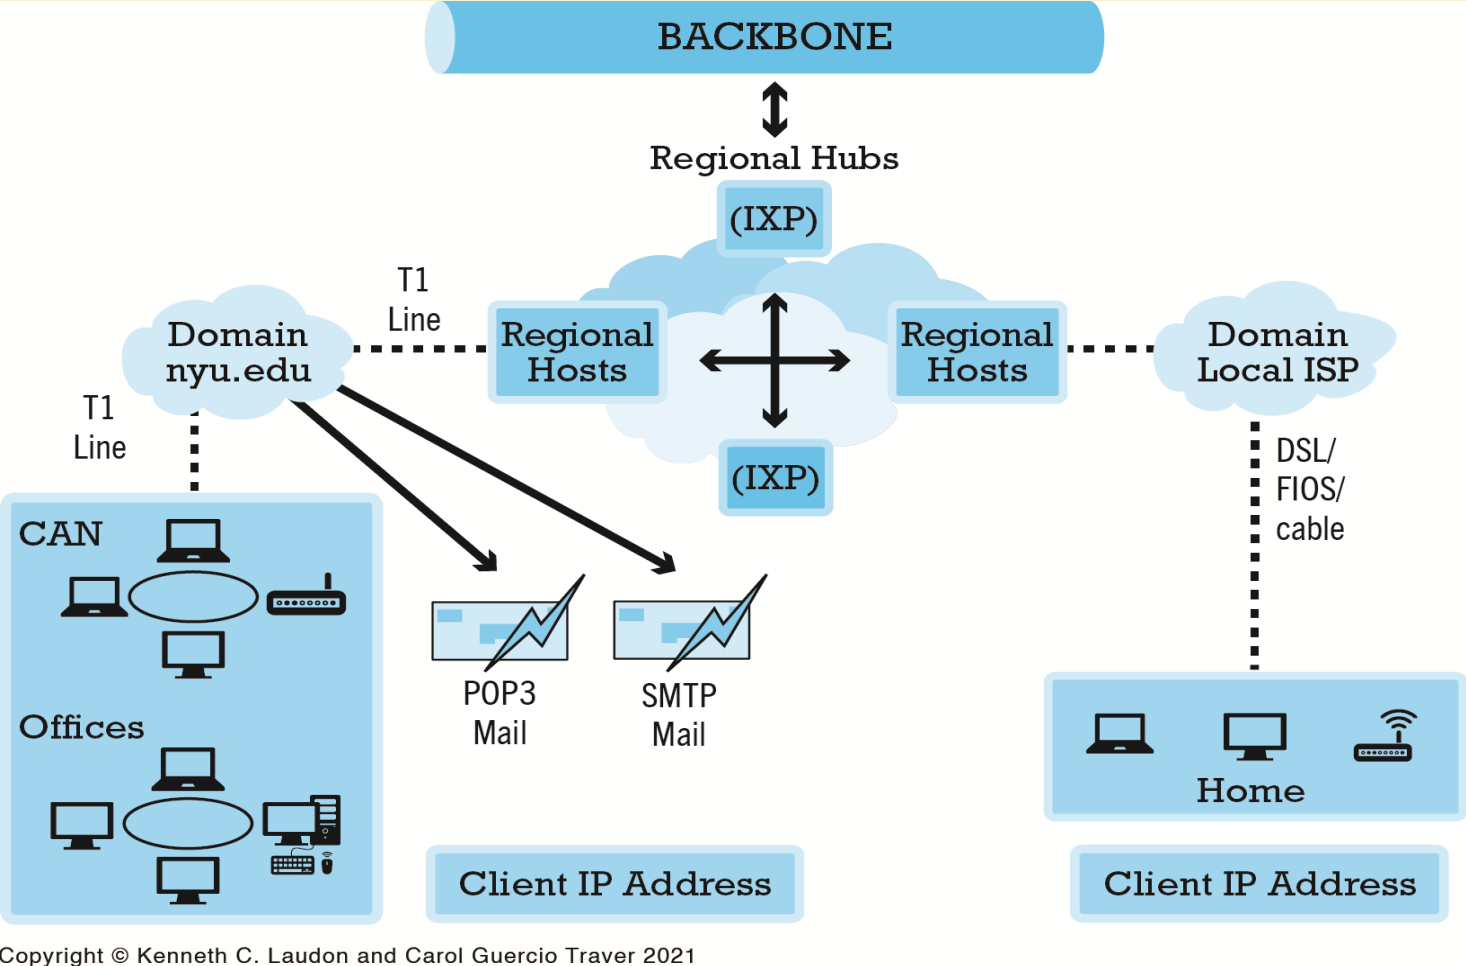 BACKBONE
Regional Hubs
(IXP)
T1
Line
Domain
nyu.edu
Regional
Hosts
Regional
Hosts
Domain
Local ISP
T1
Line
(IXP)
DSL/
FIOS/
cable
CAN
POP3
Mail
SMTP
Mail
Offices
Home
Client IP Address
Client IP Address
Copyright © Kenneth C. Laudon and Carol Guercio Traver 2021